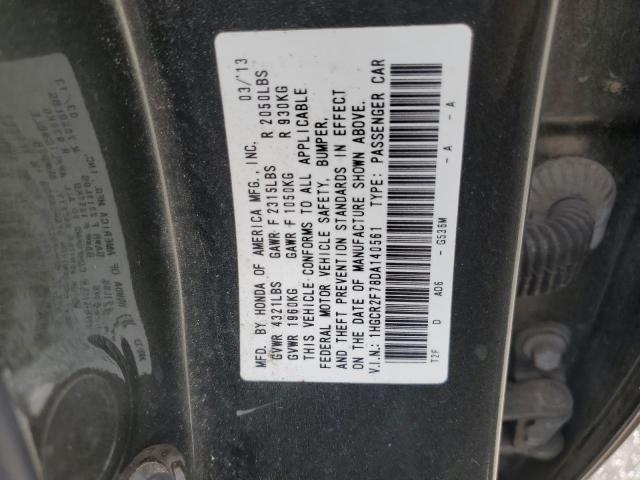 MFD. BY HONDA OF AMERICA MFG., INC. 03/'13
GVWR 4321LBS GAWR F 2315LBS R 2050LBS
GVWR 1960KG GAWR F 1050KG R 930KG
THIS VEHICLE CONFORMS TO ALL APPLICABLE
FEDERAL MOTOR VEHICLE SAFETY, BUMPER,
AND THEFT PREVENTION STANDARDS IN EFFECT
ON THE DATE OF MANUFACTURE SHOWN ABOVE.
V.I.N.: 1HGCR2F78DA140561 TYPE: PASSENGER CAR
T2F D AD6 - G536M - A - A